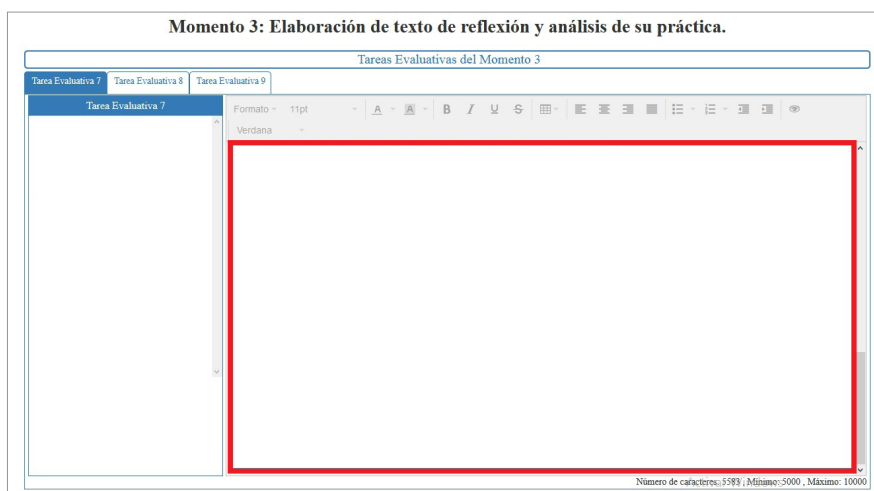 Momento 3: Elaboración de texto de reflexión y análisis de su práctica.
Tareas Evaluativas del Momento 3
Tarea Evaluativa 7 Tarea Evaluativa 8 Tarea Evaluativa 9
Tarea Evaluativa 7
Formato 11pt A A B I U S
Verdana
Número de caracteres: 5583 , Mínimo: 5000 , Máximo: 10000